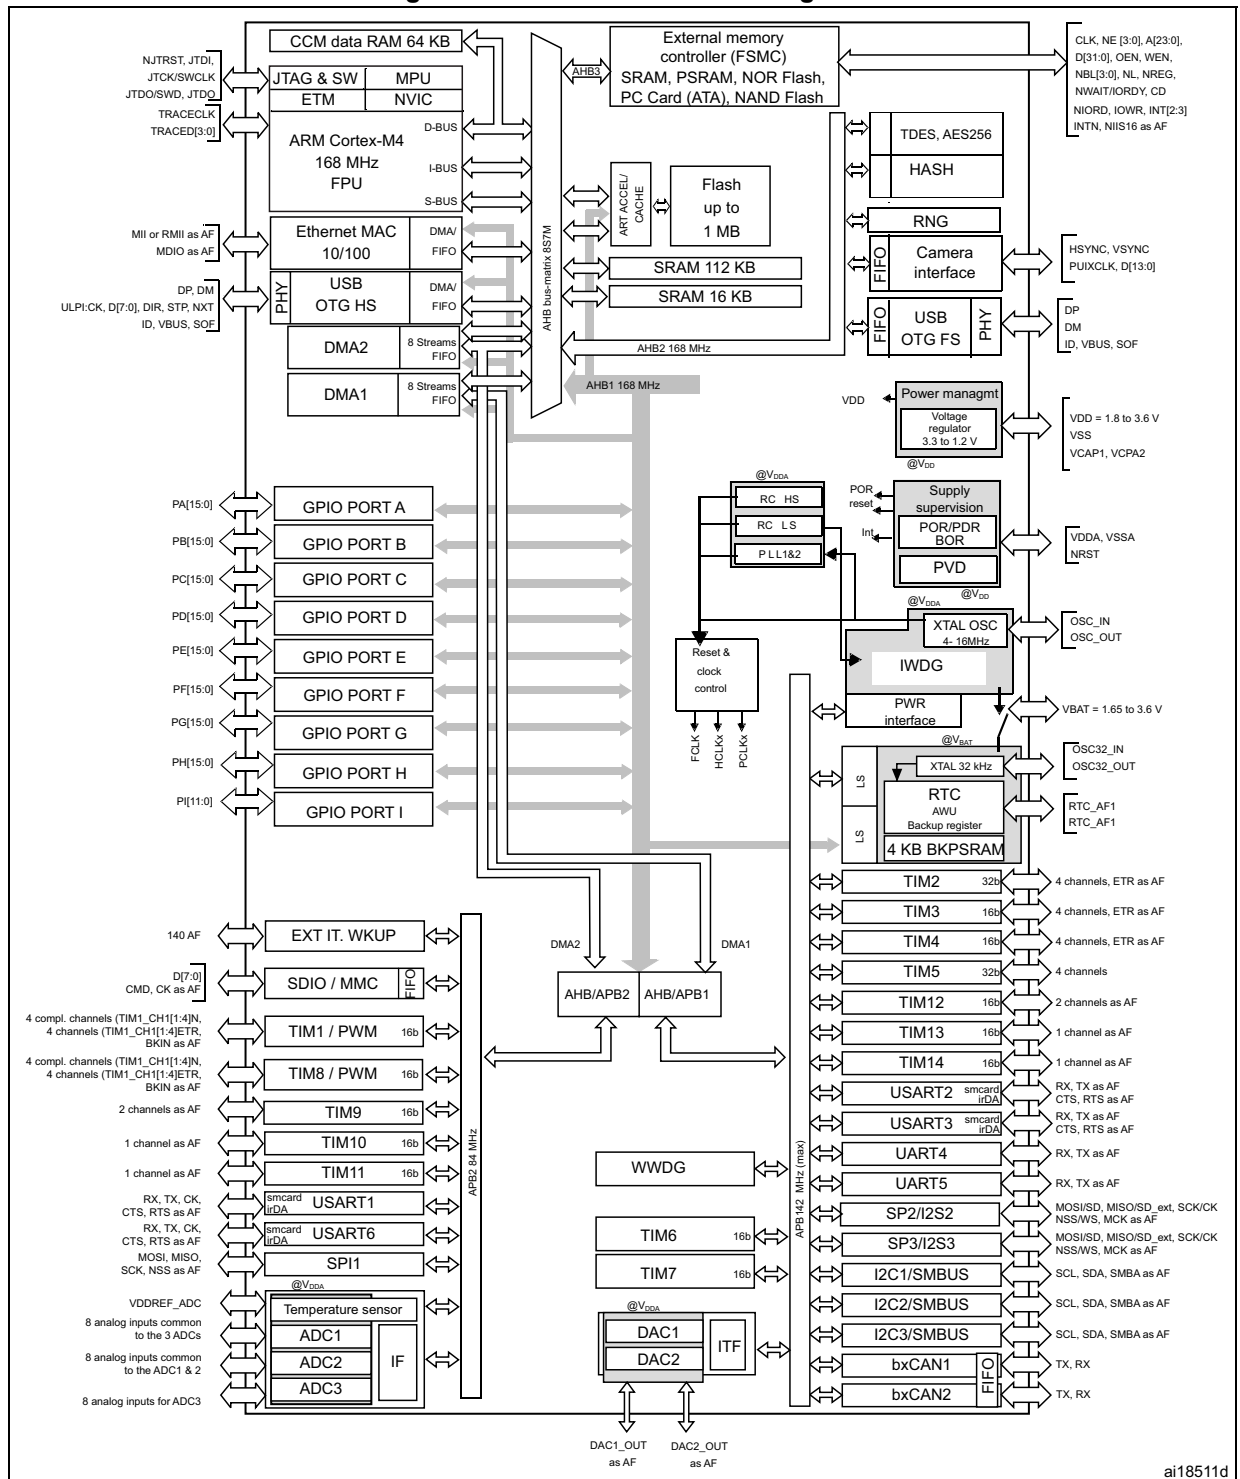 CCM data RAM 64 KB
External memory
controller (FSMC)
SRAM, PSRAM, NOR Flash,
PC Card (ATA), NAND Flash
CLK, NE [3:0], A[23:0],
D[31:0], OEN, WEN,
NBL[3:0], NL, NREG,
NWAIT/IORDY, CD
NIORD, IOWR, INT[2:3]
INTN, NIIS16 as AF
NJTRST, JTDI,
JTCK/SWCLK
JTDO/SWD, JTDO
TRACECLK
TRACED[3:0]
JTAG & SW
MPU
ETM
NVIC
ARM Cortex-M4
168 MHz
FPU
D-BUS
I-BUS
S-BUS
AHB3
AHB bus-matrix 8S7M
ART ACCEL/
CACHE
Flash
up to
1 MB
SRAM 112 KB
SRAM 16 KB
AHB2 168 MHz
AHB1 168 MHz
TDES, AES256
HASH
RNG
FIFO
Camera
interface
HSYNC, VSYNC
PUIXCLK, D[13:0]
FIFO
USB
OTG FS
PHY
DP
DM
ID, VBUS, SOF
MII or RMII as AF
MDIO as AF
Ethernet MAC
10/100
DMA/
FIFO
DP, DM
ULPI:CK, D[7:0], DIR, STP, NXT
ID, VBUS, SOF
PHY
USB
OTG HS
DMA/
FIFO
DMA2
8 Streams
FIFO
DMA1
8 Streams
FIFO
VDD
Power managmt
Voltage
regulator
3.3 to 1.2 V
@VDD
VDD = 1.8 to 3.6 V
VSS
VCAP1, VCPA2
@VDDA
RC HS
RC LS
PLL1&2
POR
reset
Int
Supply
supervision
POR/PDR
BOR
PVD
@VDD
VDDA, VSSA
NRST
@VDDA
XTAL OSC
4- 16MHz
IWDG
OSC_IN
OSC_OUT
PWR
interface
VBAT = 1.65 to 3.6 V
Reset &
clock
control
FCLK
HCLKx
PCLKx
@VBAT
LS
LS
XTAL 32 kHz
RTC
AWU
Backup register
4 KB BKPSRAM
OSC32_IN
OSC32_OUT
RTC_AF1
RTC_AF1
PA[15:0]
GPIO PORT A
PB[15:0]
GPIO PORT B
PC[15:0]
GPIO PORT C
PD[15:0]
GPIO PORT D
PE[15:0]
GPIO PORT E
PF[15:0]
GPIO PORT F
PG[15:0]
GPIO PORT G
PH[15:0]
GPIO PORT H
PI[11:0]
GPIO PORT I
DMA2
DMA1
AHB/APB2
AHB/APB1
140 AF
EXT IT. WKUP
D[7:0]
CMD, CK as AF
SDIO / MMC
FIFO
4 compl. channels (TIM1_CH1[1:4]N,
4 channels (TIM1_CH1[1:4]ETR,
BKIN as AF
TIM1 / PWM 16b
4 compl. channels (TIM1_CH1[1:4]N,
4 channels (TIM1_CH1[1:4]ETR,
BKIN as AF
TIM8 / PWM 16b
2 channels as AF
TIM9 16b
1 channel as AF
TIM10 16b
1 channel as AF
TIM11 16b
RX, TX, CK,
CTS, RTS as AF
smcard
irDA
USART1
RX, TX, CK,
CTS, RTS as AF
smcard
irDA
USART6
MOSI, MISO,
SCK, NSS as AF
SPI1
@VDDA
VDDREF_ADC
Temperature sensor
8 analog inputs common
to the 3 ADCs
ADC1
8 analog inputs common
to the ADC1 & 2
ADC2
8 analog inputs for ADC3
ADC3
IF
APB2 84 MHz
WWDG
TIM6 16b
TIM7 16b
@VDDA
DAC1
DAC2
ITF
DAC1_OUT
as AF
DAC2_OUT
as AF
APB142 MHz (max)
TIM2 32b
4 channels, ETR as AF
TIM3 16b
4 channels, ETR as AF
TIM4 16b
4 channels, ETR as AF
TIM5 32b
4 channels
TIM12 16b
2 channels as AF
TIM13 16b
1 channel as AF
TIM14 16b
1 channel as AF
USART2
smcard
irDA
RX, TX as AF
CTS, RTS as AF
USART3
smcard
irDA
RX, TX as AF
CTS, RTS as AF
UART4
RX, TX as AF
UART5
RX, TX as AF
SP2/I2S2
MOSI/SD, MISO/SD_ext, SCK/CK
NSS/WS, MCK as AF
SP3/I2S3
MOSI/SD, MISO/SD_ext, SCK/CK
NSS/WS, MCK as AF
I2C1/SMBUS
SCL, SDA, SMBA as AF
I2C2/SMBUS
SCL, SDA, SMBA as AF
I2C3/SMBUS
SCL, SDA, SMBA as AF
bxCAN1
TX, RX
bxCAN2
FIFO
TX, RX
ai18511d